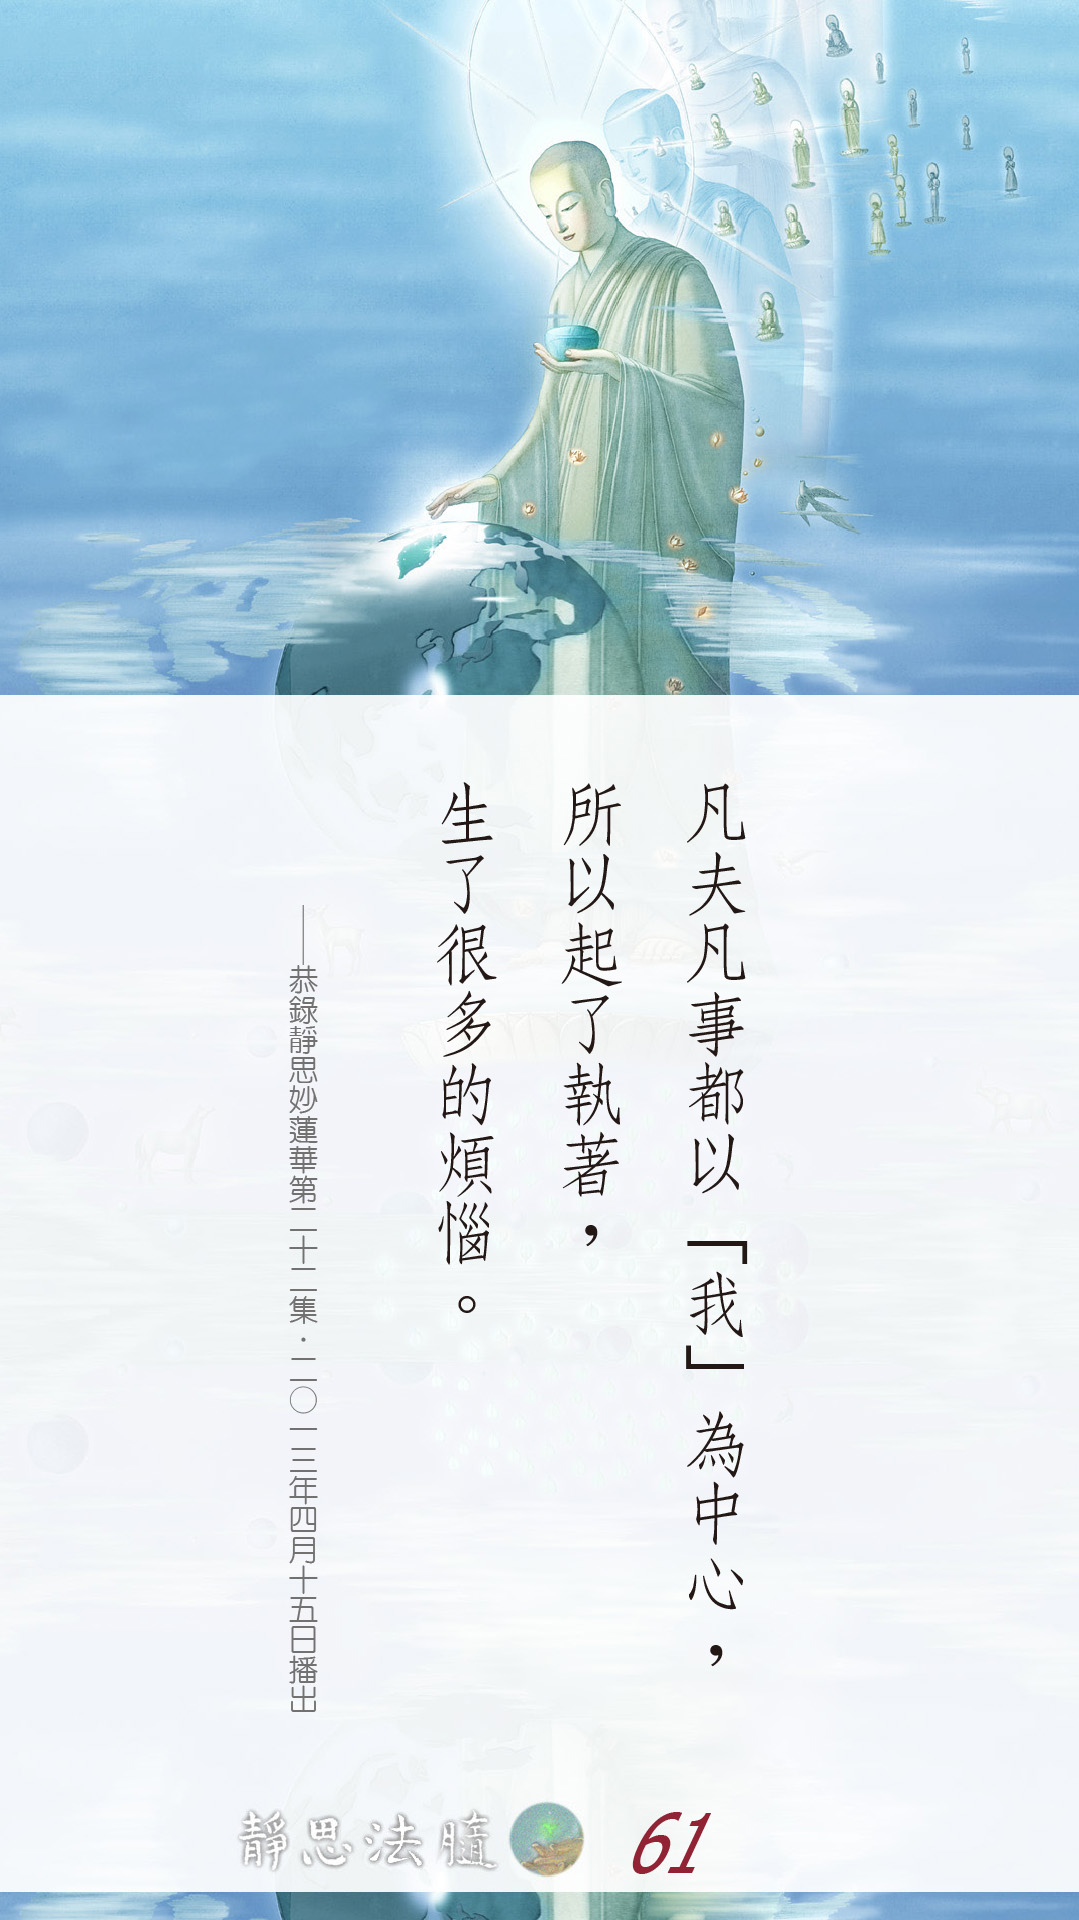 凡夫凡事都以「我」為中心，
所以起了執著，
生了很多的煩惱。
——恭錄靜思妙蓮華第二十二集．二〇一三年四月十五日播出
靜思法髓
61